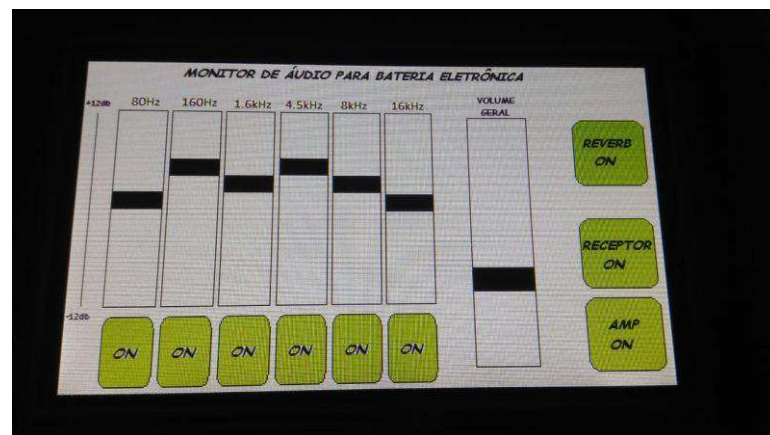 MONITOR DE ÁUDIO PARA BATERIA ELETRÔNICA
+12db 80Hz 160Hz 1.6kHz 4.5kHz 8kHz 16kHz VOLUME
GERAL
REVERB
ON
RECEPTOR
ON
-12db
ON ON ON ON ON ON
AMP
ON